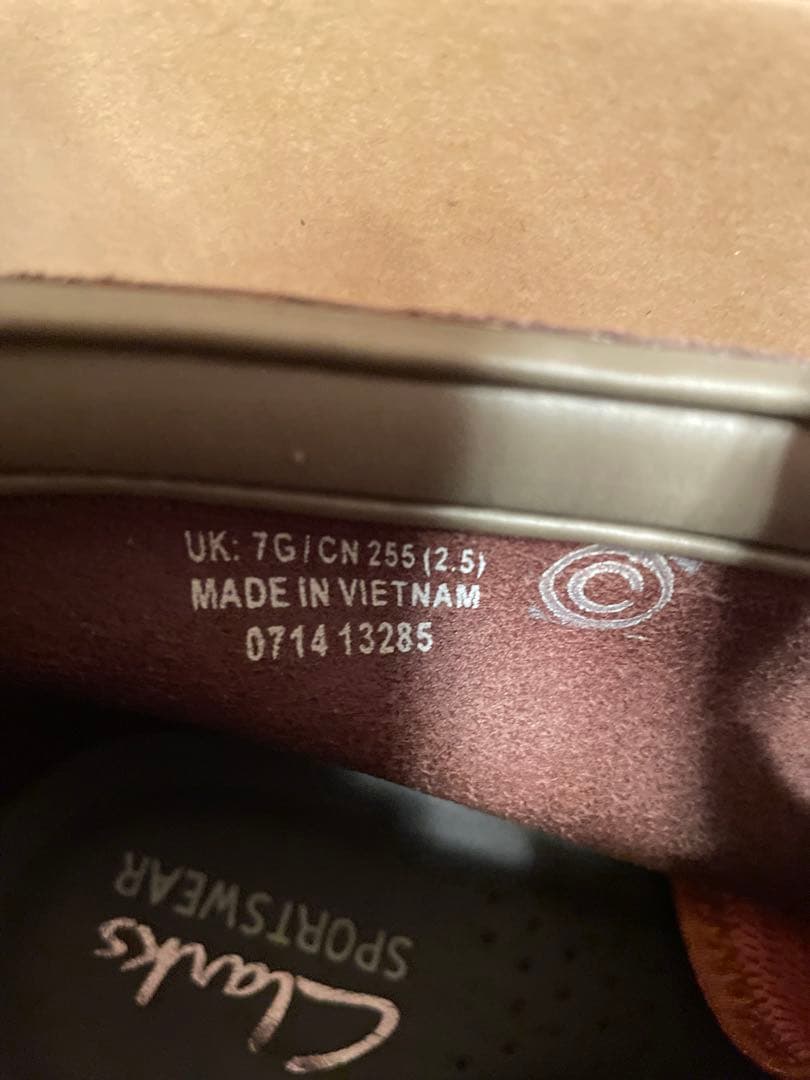 UK: 7G/CN 255 (2.5)
MADE IN VIETNAM
0714 13285
Clarks
SPORTSWEAR